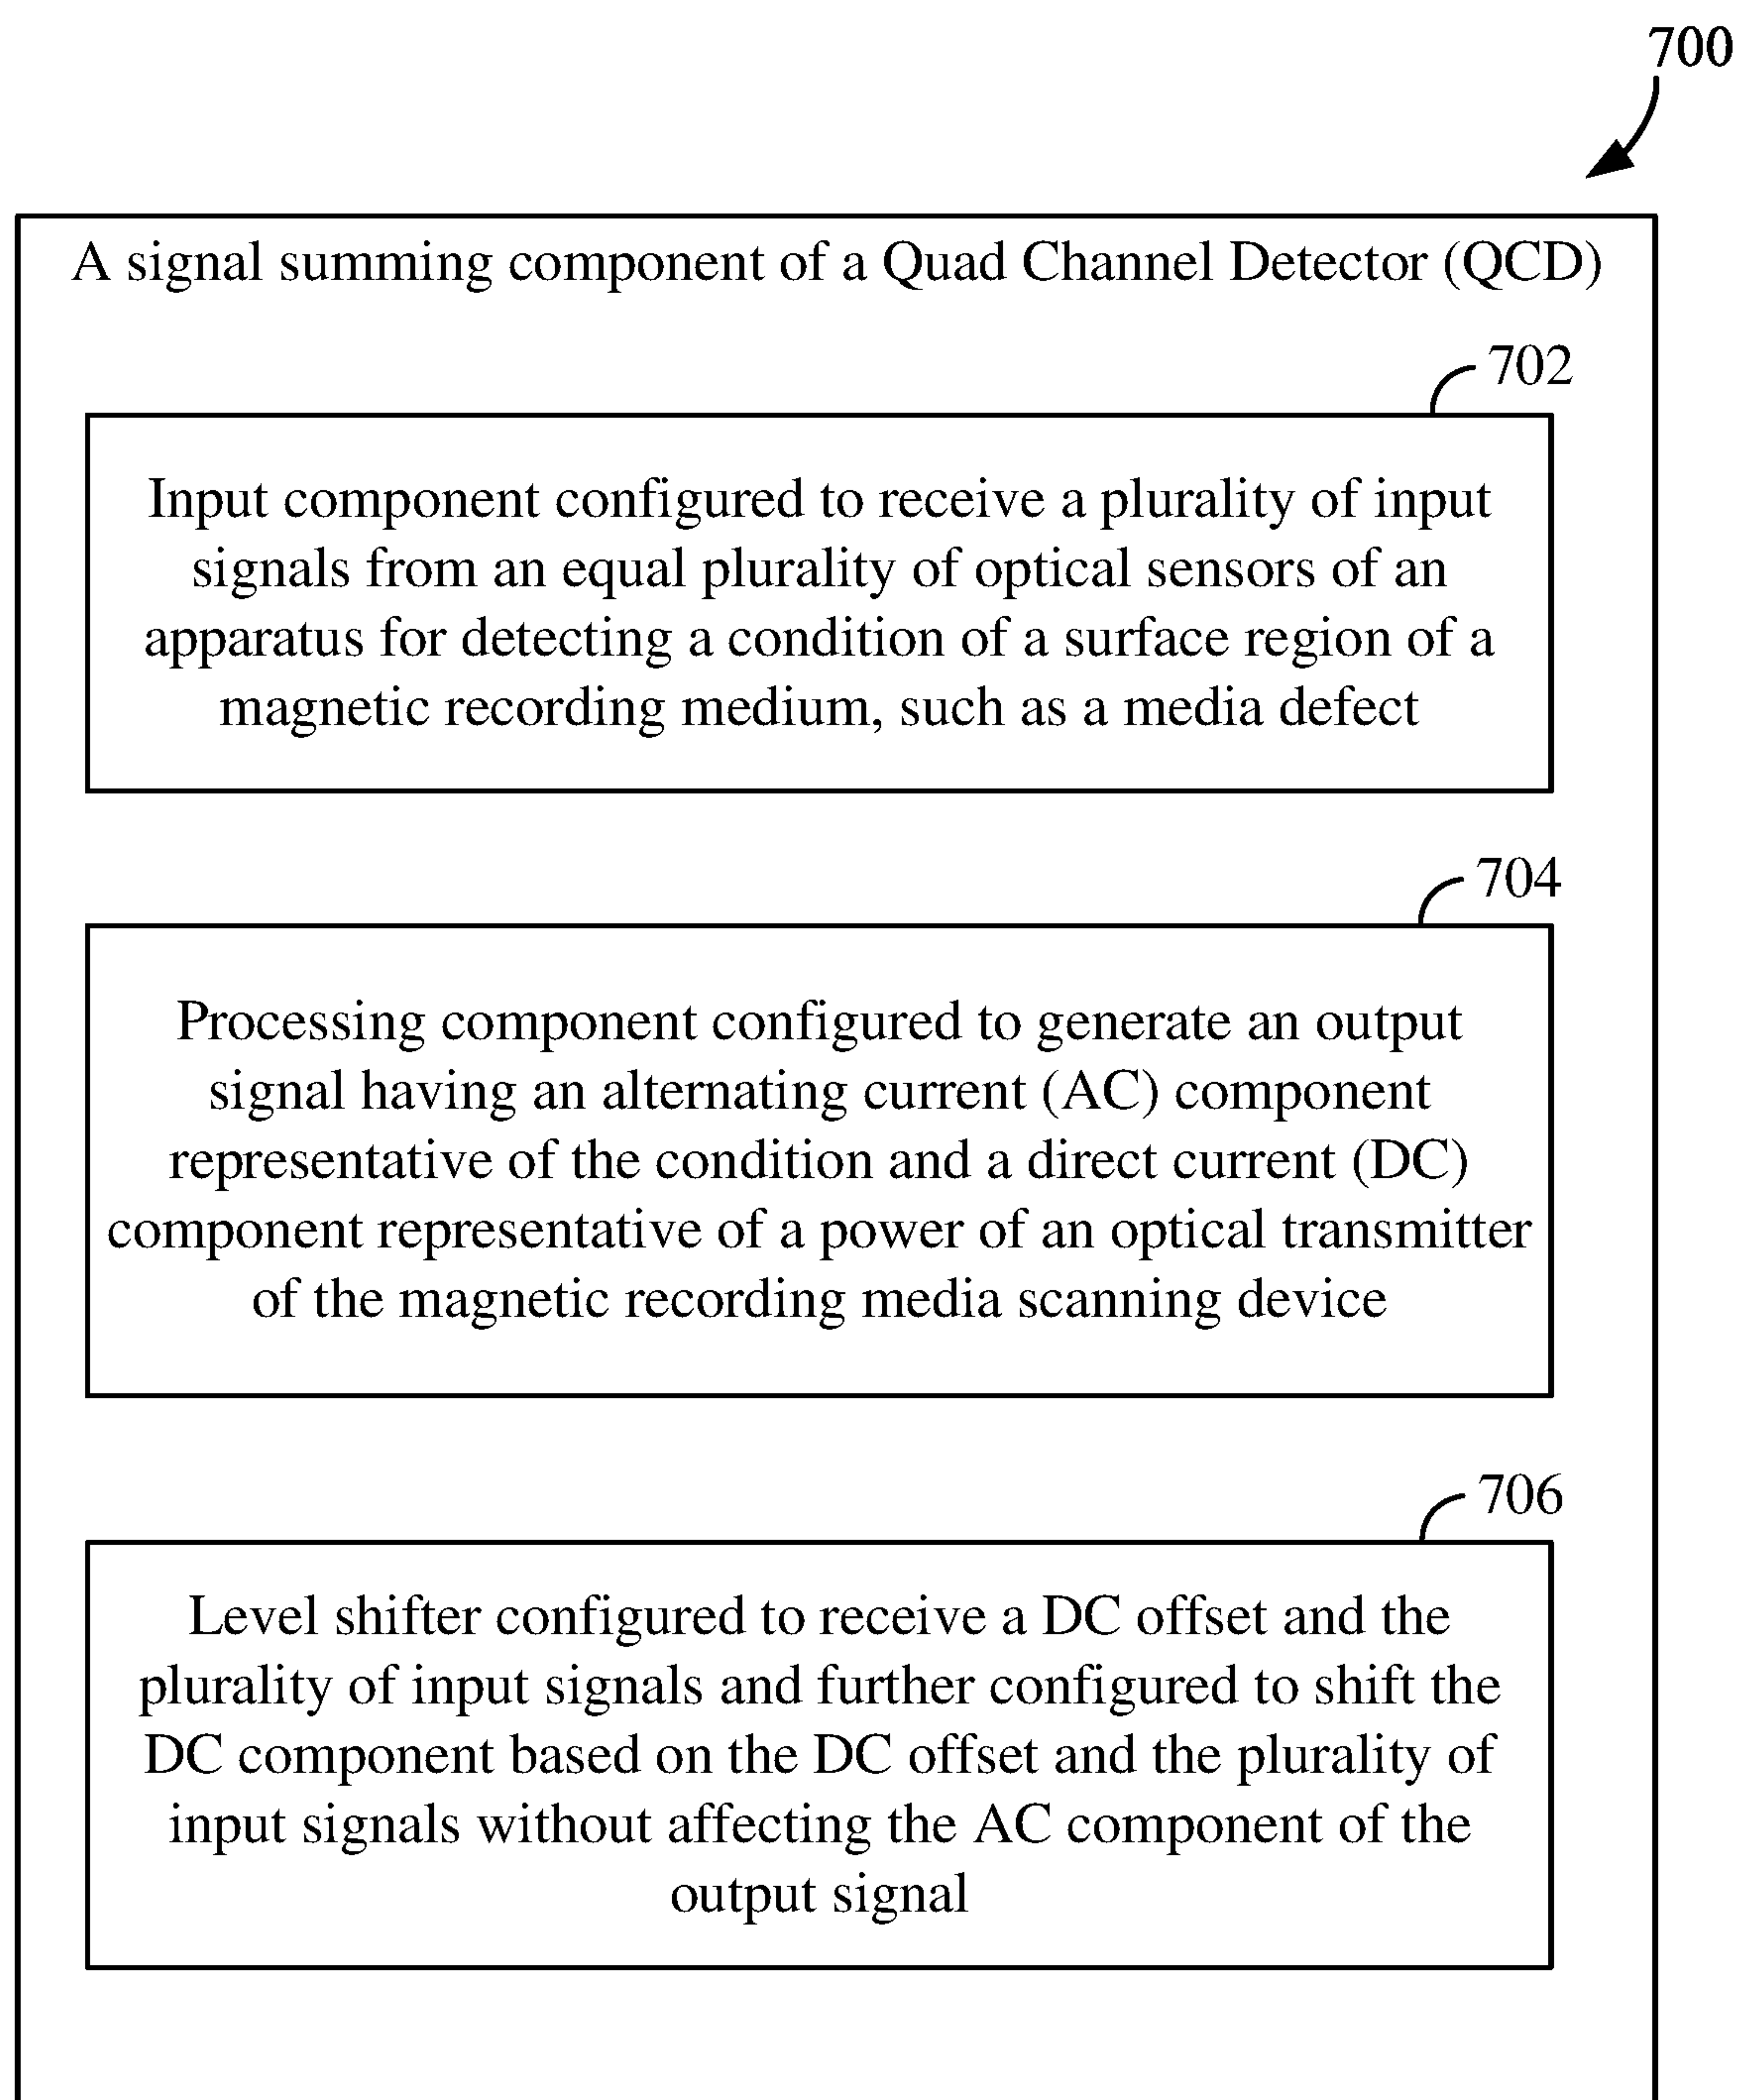 700
A signal summing component of a Quad Channel Detector (QCD)
702
Input component configured to receive a plurality of input
signals from an equal plurality of optical sensors of an
apparatus for detecting a condition of a surface region of a
magnetic recording medium, such as a media defect
704
Processing component configured to generate an output
signal having an alternating current (AC) component
representative of the condition and a direct current (DC)
component representative of a power of an optical transmitter
of the magnetic recording media scanning device
706
Level shifter configured to receive a DC offset and the
plurality of input signals and further configured to shift the
DC component based on the DC offset and the plurality of
input signals without affecting the AC component of the
output signal